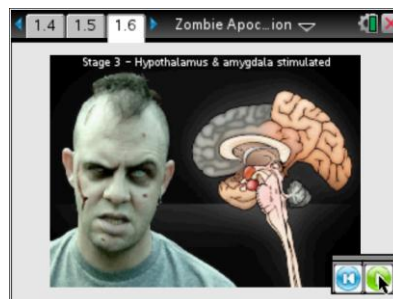 1.4 1.5 1.6 Zombie Apoc…ion
Stage 3 - Hypothalamus & amygdala stimulated